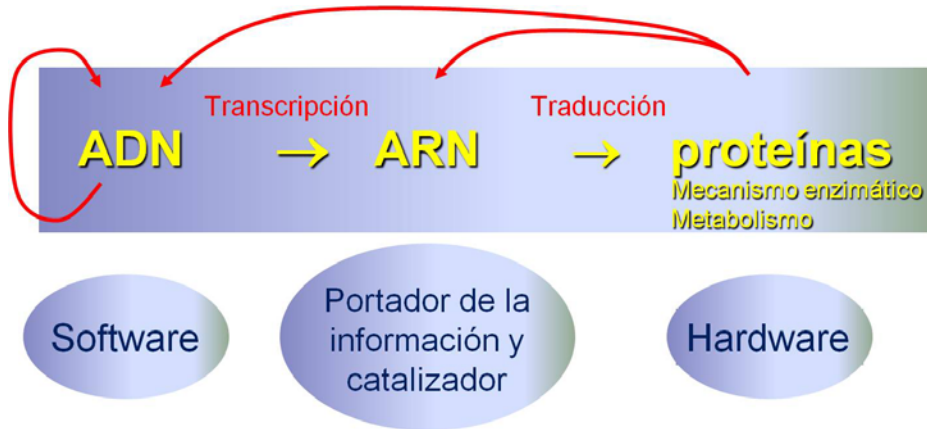 Transcripción
Traducción
ADN → ARN → proteínas
Mecanismo enzimático
Metabolismo
Software
Portador de la
información y
catalizador
Hardware